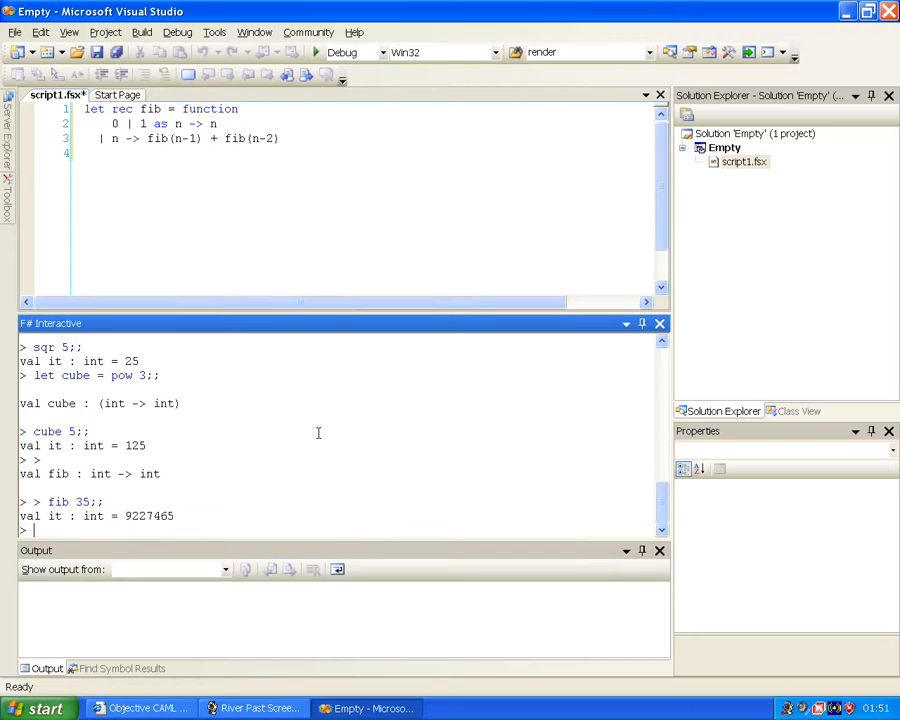 Empty - Microsoft Visual Studio
File Edit View Project Build Debug Tools Window Community Help
Debug Win32 render
script1.fsx* Start Page
Server Explorer
Toolbox
1 let rec fib = function
2 0 | 1 as n -> n
3 | n -> fib(n-1) + fib(n-2)
4
Solution Explorer - Solution 'Empty' (...
Solution 'Empty' (1 project)
Empty
script1.fsx
F# Interactive
> sqr 5;;
val it : int = 25
> let cube = pow 3;;
val cube : (int -> int)
> cube 5;;
val it : int = 125
> >
val fib : int -> int
> > fib 35;;
val it : int = 9227465
>
Solution Explorer Class View
Properties
Output
Show output from:
Output Find Symbol Results
Ready
start Objective CAML ... River Past Scree... Empty - Microso... 01:51